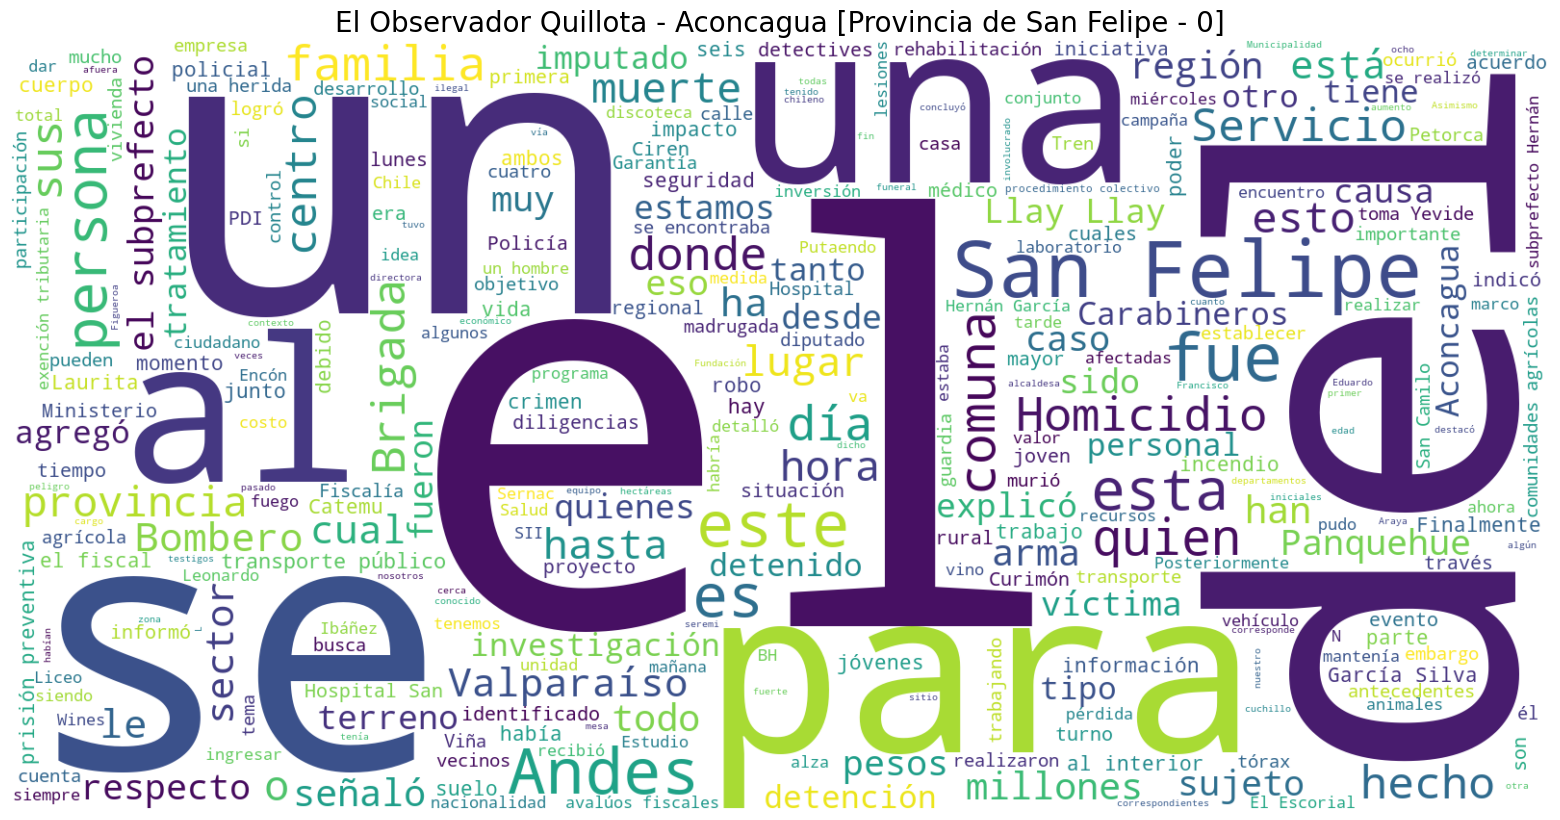 El Observador Quillota - Aconcagua [Provincia de San Felipe - 0]
empresa
mucho
dar
afuera
cuerpo
policial
una herida
familia
primera
imputado
seis
detectives
rehabilitación
iniciativa
Municipalidad
ocho
determinar
ocurrió
acuerdo
se realizó
está
región
tiene
otro
miércoles
campaña
conjunto
todas
tenido
chileno
concluyó
lesiones
muerte
discoteca
calle
impacto
desarrollo
ilegal
social
logró
total
si
vivienda
sus
persona
el subprefecto
participación
tratamiento
control
PDI
centro
un
una
vía
lunes
ambos
cuatro
Chile
muy
Ciren
Garantía
seguridad
casa
fin
involucrado
Tren
Servicio
Asimismo
aumento
Petorca
poder
subprefecto Hernán
inversión
funeral
médico
procedimiento colectivo
encuentro
causa
del
era
tuvo
idea
Policía
un hombre
objetivo
estamos
se encontraba
donde
Putaendo
tanto
Llay Llay
cuales
laboratorio
esto
toma Yevide
importante
indicó
directora
vida
eso
medida
Hospital
San Felipe
Aconcagua
exención tributaria
Figueroa
contexto
ciudadano
económico
algunos
regional
ha
madrugada
desde
diputado
Hernán García
tarde
Carabineros
cuanto
establecer
realizar
marco
comunidades agrícolas
pueden
momento
veces
debido
Brigada
al
el
Laurita
Encón
junto
programa
Fundación
lugar
estaba
comuna
caso
mayor
afectadas
fue
Eduardo
primer
San Camilo
Ministerio
costo
crimen
robo
va
alcaldesa
sido
Francisco
agregó
diligencias
hay
detalló
día
dicho
guardia
Homicidio
valor
joven
personal
edad
destacó
tiempo
fueron
habría
hora
murió
incendio
departamentos
peligro
pasado
fuego
Fiscalía
Catemu
Sernac
Salud
equipo
hectáreas
situación
quienes
este
explicó
trabajo
esta
recursos
han
iniciales
ahora
provincia
cargo
agrícola
Bombero
cual
SII
hasta
proyecto
rural
arma
quien
pudo
Araya
Finalmente
algún
Panquehue
el fiscal
testigos
transporte público
Leonardo
nosotros
detenido
vino
Curimón
transporte
Posteriormente
través
prisión preventiva
se
cerca
conocido
es
víctima
vehículo
corresponde
evento
habían
zona
informó
L
sector
Ibáñez
busca
tenemos
seremi
para
N
parte
mantenía
embargo
investigación
unidad
mañana
BH
jóvenes
trabajando
información
nuestro
García Silva
Liceo
siendo
Hospital San
Valparaíso
fuerte
sitio
tipo
antecedentes
animales
Wines
le
tema
terreno
identificado
mesa
todo
pérdida
turno
cuchillo
él
ingresar
tenía
Viña
vecinos
había
recibió
Estudio
alza
pesos
realizaron
al interior
tórax
son
cuenta
siempre
respecto
o
señaló
suelo
nacionalidad
Andes
avalúos fiscales
detención
millones
correspondientes
sujeto
El Escorial
hecho
otra